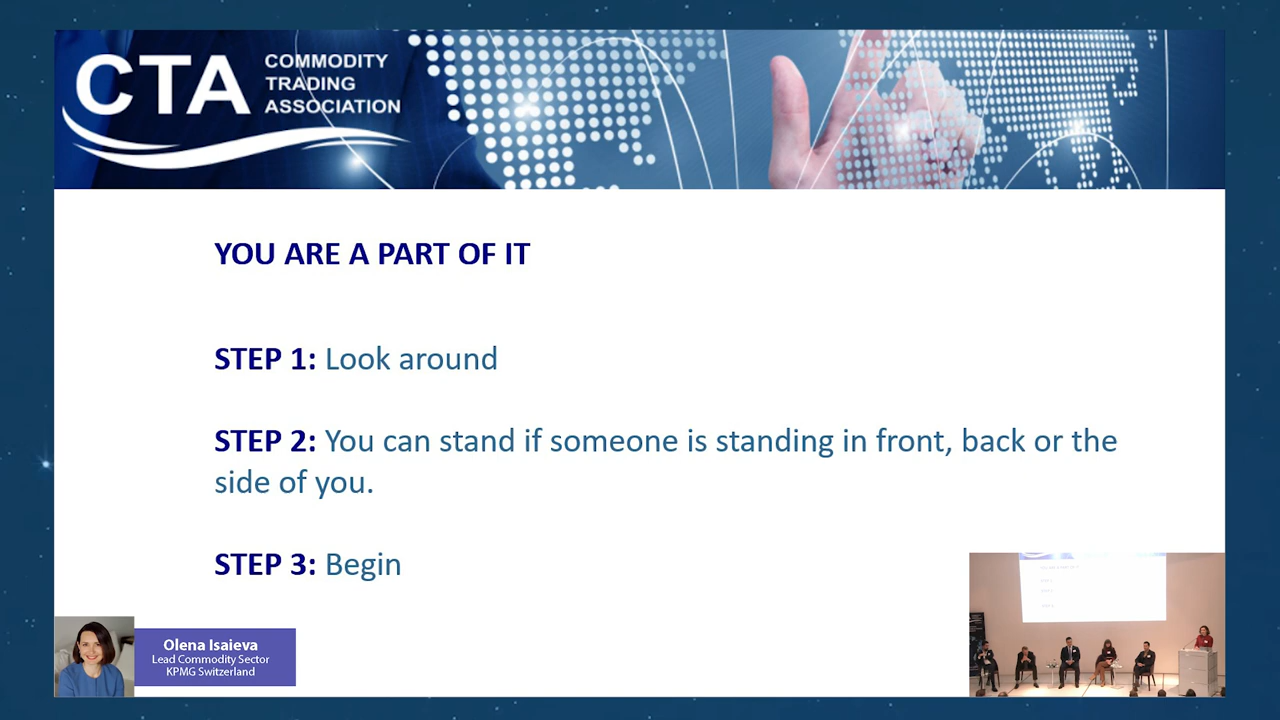 CTA
COMMODITY
TRADING
ASSOCIATION
YOU ARE A PART OF IT
STEP 1: Look around
STEP 2: You can stand if someone is standing in front, back or the
side of you.
STEP 3: Begin
Olena Isaieva
Lead Commodity Sector
KPMG Switzerland